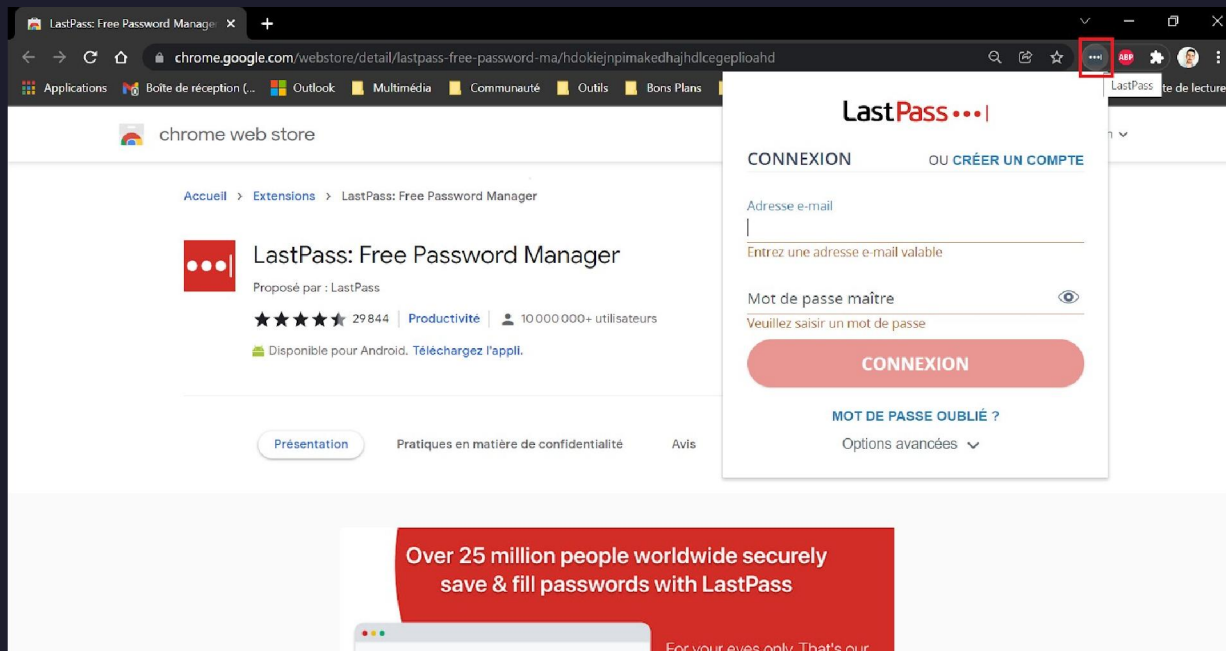 LastPass: Free Password Manage
chrome.google.com/webstore/detail/lastpass-free-password-ma/hdokiejnpimakedhajhdlcegeplioahd
ABP
Applications
Boîte de réception (...
Outlook
Multimédia
Communauté
Outils
Bons Plans
LastPass
te de lecture
chrome web store
LastPass
CONNEXION
OU CRÉER UN COMPTE
Adresse e-mail
Entrez une adresse e-mail valable
Mot de passe maître
Veuillez saisir un mot de passe
CONNEXION
MOT DE PASSE OUBLIÉ ?
Options avancées
Accueil > Extensions > LastPass: Free Password Manager
LastPass: Free Password Manager
Proposé par : LastPass
29 844 | Productivité | 10 000 000+ utilisateurs
Disponible pour Android. Téléchargez l'appli.
Présentation
Pratiques en matière de confidentialité
Avis
Over 25 million people worldwide securely
save & fill passwords with LastPass
For your eyes only. That's our